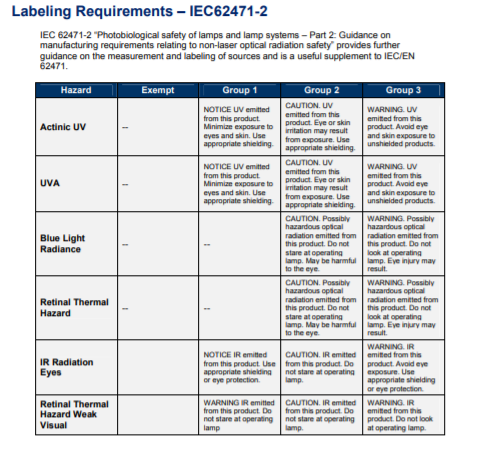 Labeling Requirements – IEC62471-2
IEC 62471-2 "Photobiological safety of lamps and lamp systems – Part 2: Guidance on
manufacturing requirements relating to non-laser optical radiation safety" provides further
guidance on the measurement and labeling of sources and is a useful supplement to IEC/EN
62471.
Hazard Exempt Group 1 Group 2 Group 3
Actinic UV
--
NOTICE UV emitted
from this product.
Minimize exposure to
eyes and skin. Use
appropriate shielding.
CAUTION. UV
emitted from this
product. Eye or skin
irritation may result
from exposure. Use
appropriate shielding.
WARNING. UV
emitted from this
product. Avoid eye
and skin exposure to
unshielded products.
UVA
--
NOTICE UV emitted
from this product.
Minimize exposure to
eyes and skin. Use
appropriate shielding.
CAUTION. UV
emitted from this
product. Eye or skin
irritation may result
from exposure. Use
appropriate shielding.
WARNING. UV
emitted from this
product. Avoid eye
and skin exposure to
unshielded products.
Blue Light
Radiance
--
--
CAUTION. Possibly
hazardous optical
radiation emitted from
this product. Do not
stare at operating
lamp. May be harmful
to the eye.
WARNING. Possibly
hazardous optical
radiation emitted from
this product. Do not
look at operating
lamp. Eye injury may
result.
Retinal Thermal
Hazard
--
--
CAUTION. Possibly
hazardous optical
radiation emitted from
this product. Do not
stare at operating
lamp. May be harmful
to the eye.
WARNING. Possibly
hazardous optical
radiation emitted from
this product. Do not
look at operating
lamp. Eye injury may
result.
IR Radiation
Eyes
NOTICE IR emitted
from this product. Use
appropriate shielding
or eye protection.
CAUTION. IR emitted
from this product. Do
not stare at operating
lamp.
WARNING. IR
emitted from this
product. Avoid eye
exposure. Use
appropriate shielding
or eye protection.
Retinal Thermal
Hazard Weak
Visual
WARNING IR emitted
from this product. Do
not stare at operating
lamp
CAUTION. IR emitted
from this product. Do
not stare at operating
lamp.
WARNING. IR
emitted from this
product. Do not look
at operating lamp.